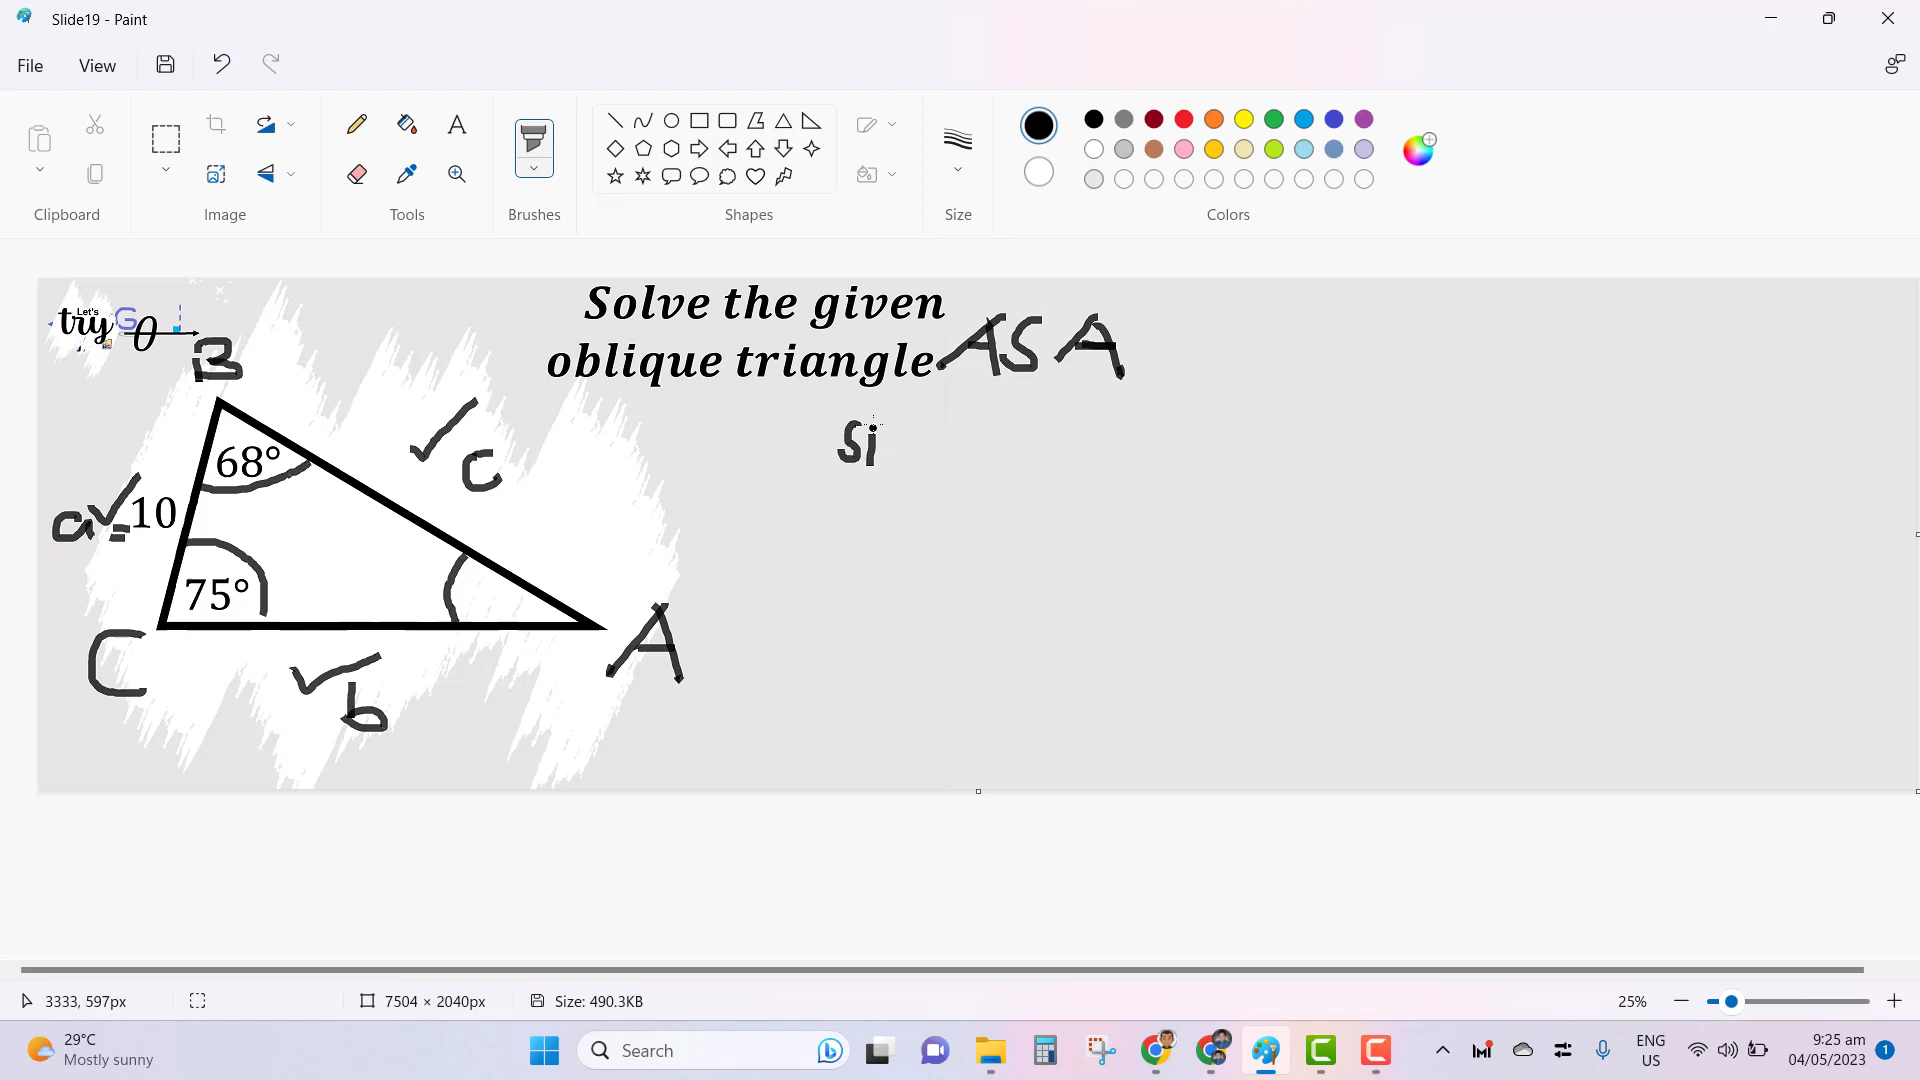 Slide19 - Paint
File View
Clipboard Image Tools Brushes Shapes Size Colors
Let's
try
G
θ
Solve the given
oblique triangle ASA
B
si
68°
c
a = 10
75°
C
A
b
3333, 597px 7504 × 2040px Size: 490.3KB 25%
29°C
Mostly sunny
Search
ENG
US
9:25 am
04/05/2023
1